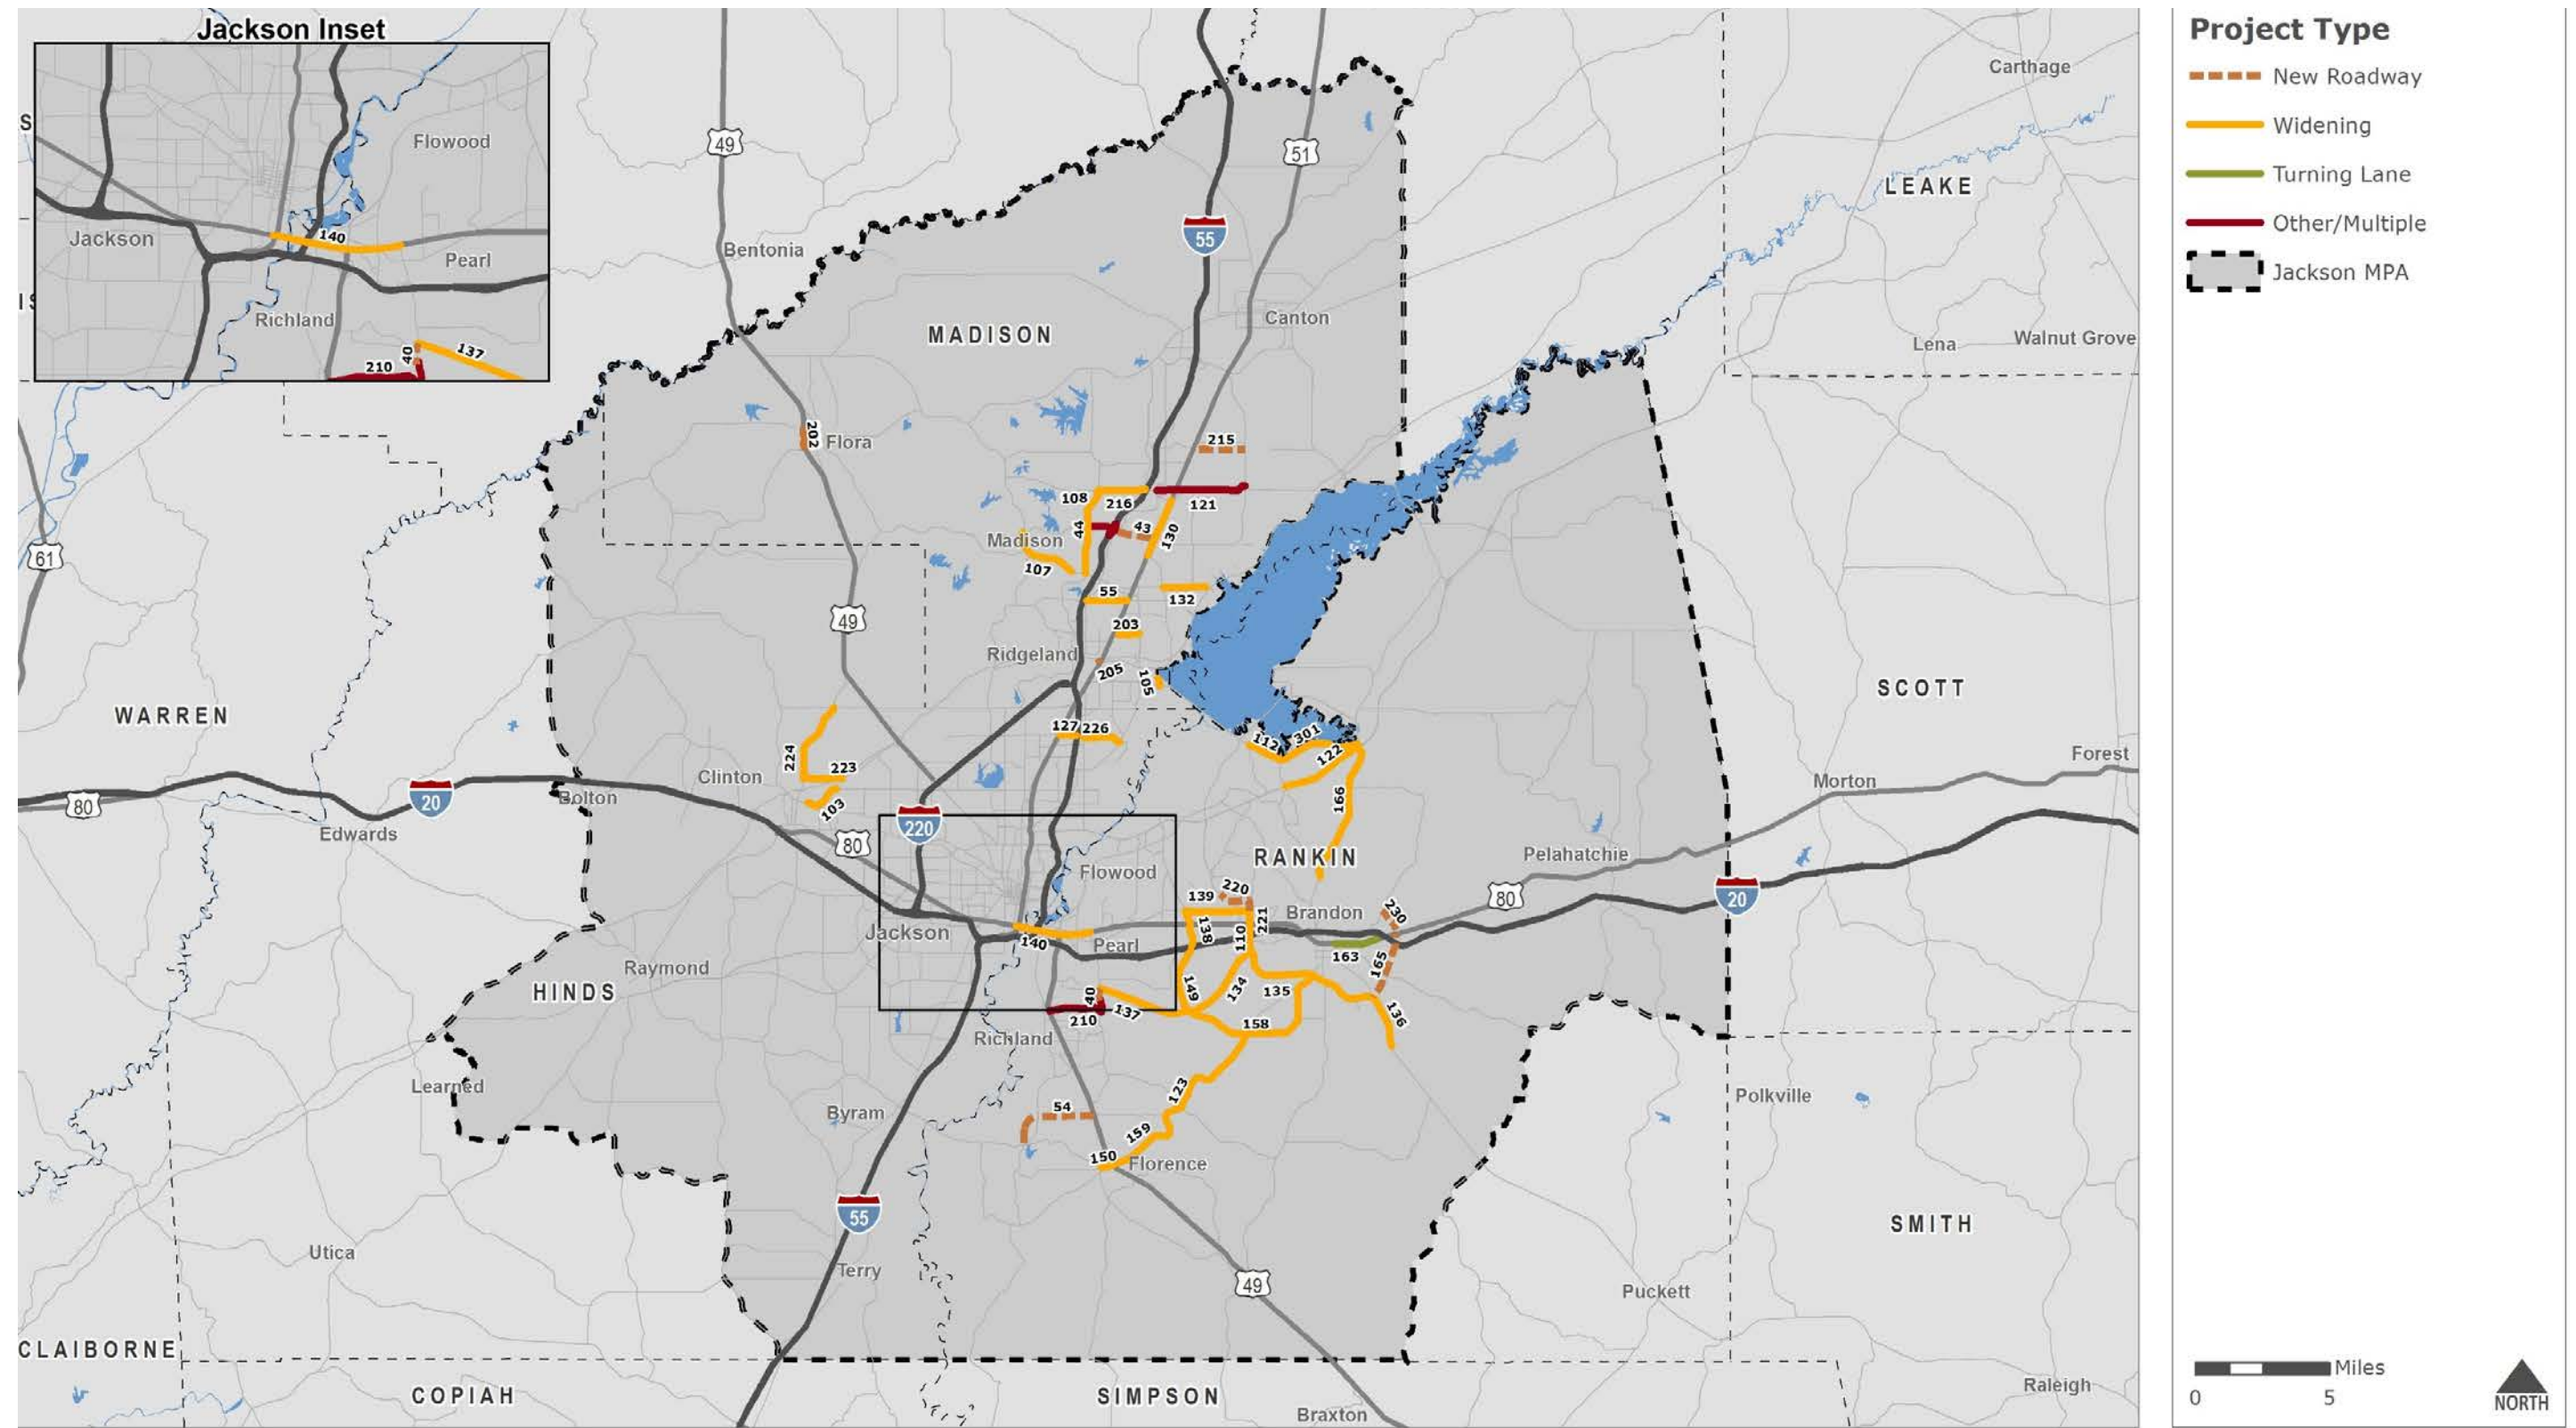 Jackson Inset
Flowood
Jackson
140
Pearl
Richland
40
137
210
Project Type
New Roadway
Widening
Turning Lane
Other/Multiple
Jackson MPA
Carthage
S
49
51
LEAKE
55
Bentonia
IS
Canton
MADISON
Lena
Walnut Grove
202
Flora
215
108
216
121
44
43
130
Madison
107
61
55
132
49
203
Ridgeland
205
105
SCOTT
WARREN
127
226
112
301
122
224
Forest
Clinton
223
Morton
20
80
Bolton
103
166
Edwards
220
80
RANKIN
Pelahatchie
Flowood
220
139
80
20
230
Brandon
221
138
110
Jackson
140
Pearl
163
165
Raymond
HINDS
149
134
135
40
137
210
136
158
Richland
Learned
123
Polkville
54
Byram
159
150
Florence
55
SMITH
Utica
Terry
49
Puckett
CLAIBORNE
COPIAH
SIMPSON
Raleigh
Braxton
Miles
0
5
NORTH